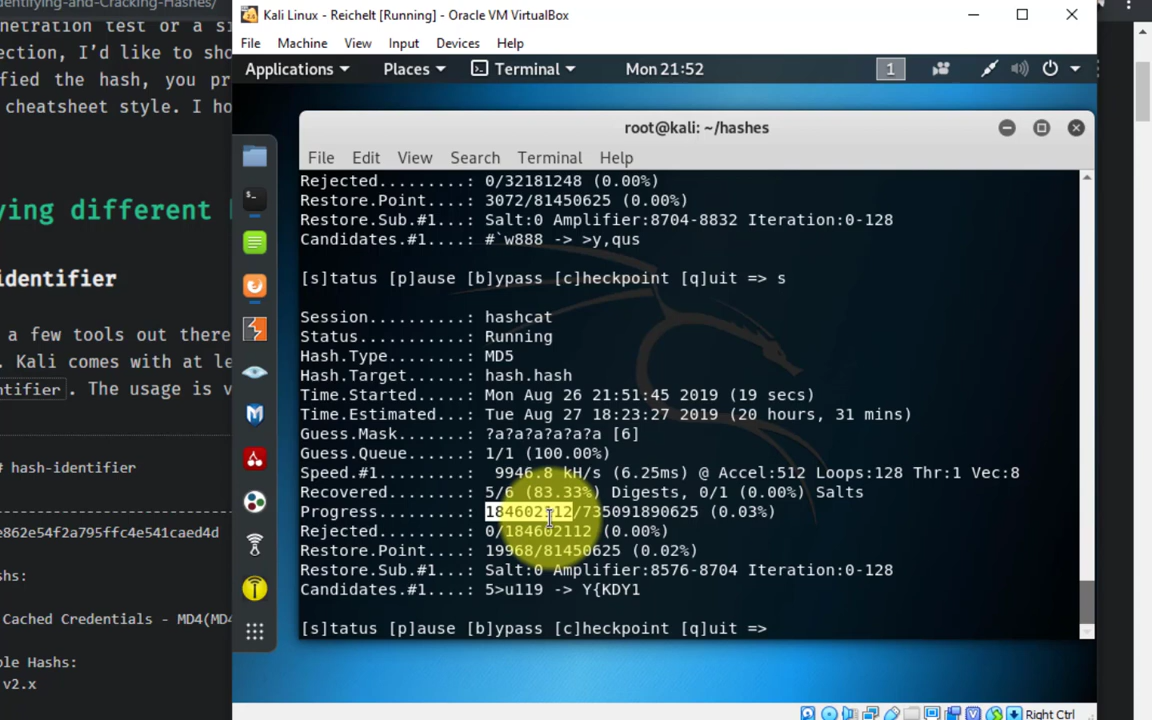 dentifying-and-Cracking-Hashes/
netration test or a si
ection, I'd like to sho
fied the hash, you pr
cheatsheet style. I ho
ying different
identifier
a few tools out there
. Kali comes with at le
ntifier . The usage is v
# hash-identifier
e862e54f2a795ffc4e541caed4d
shs:
Cached Credentials - MD4(MD4
ble Hashs:
v2.x
Kali Linux - Reichelt [Running] - Oracle VM VirtualBox
File Machine View Input Devices Help
Applications Places Terminal Mon 21:52 1
root@kali: ~/hashes
File Edit View Search Terminal Help
Rejected.........: 0/32181248 (0.00%)
Restore.Point....: 3072/81450625 (0.00%)
Restore.Sub.#1...: Salt:0 Amplifier:8704-8832 Iteration:0-128
Candidates.#1....: #`w888 -> >y,qus
[s]tatus [p]ause [b]ypass [c]heckpoint [q]uit => s
Session..........: hashcat
Status...........: Running
Hash.Type........: MD5
Hash.Target......: hash.hash
Time.Started.....: Mon Aug 26 21:51:45 2019 (19 secs)
Time.Estimated...: Tue Aug 27 18:23:27 2019 (20 hours, 31 mins)
Guess.Mask.......: ?a?a?a?a?a?a [6]
Guess.Queue......: 1/1 (100.00%)
Speed.#1.........: 9946.8 kH/s (6.25ms) @ Accel:512 Loops:128 Thr:1 Vec:8
Recovered........: 5/6 (83.33%) Digests, 0/1 (0.00%) Salts
Progress.........: 184602112/735091890625 (0.03%)
Rejected.........: 0/184602112 (0.00%)
Restore.Point....: 19968/81450625 (0.02%)
Restore.Sub.#1...: Salt:0 Amplifier:8576-8704 Iteration:0-128
Candidates.#1....: 5>u119 -> Y{KDY1
[s]tatus [p]ause [b]ypass [c]heckpoint [q]uit =>
Right Ctrl